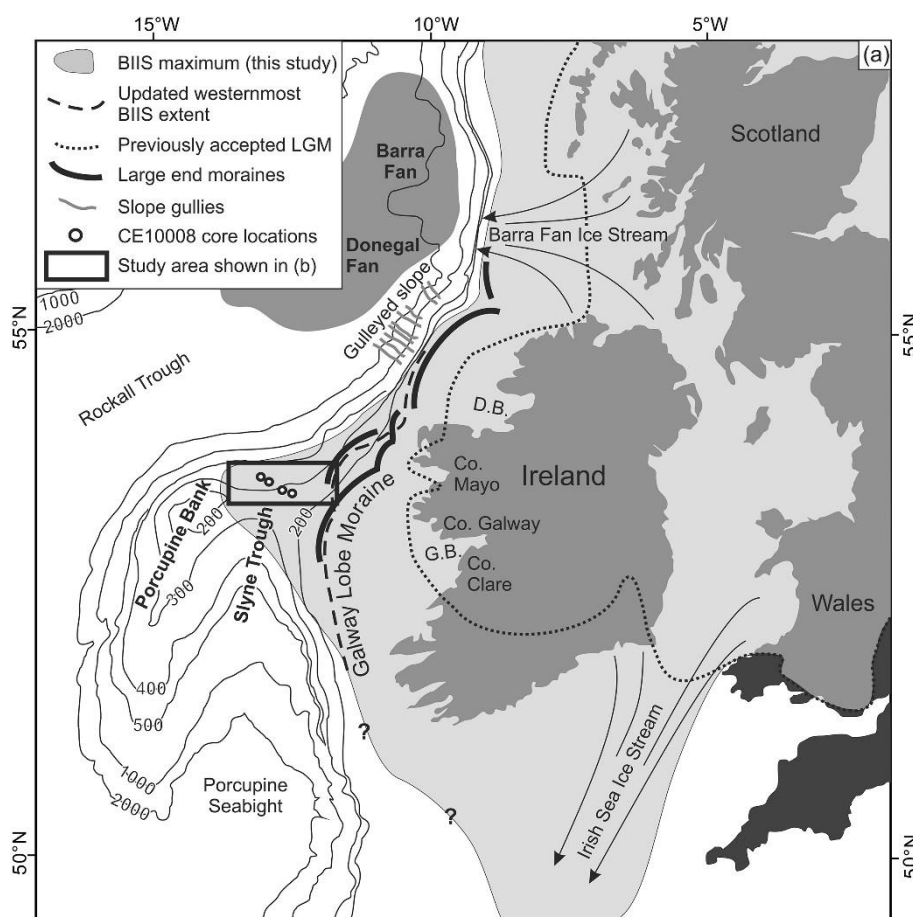 15°W
10°W
5°W
(a)
BIIS maximum (this study)
Updated westernmost
BIIS extent
Previously accepted LGM
Large end moraines
Slope gullies
CE10008 core locations
Study area shown in (b)
Scotland
Barra
Fan
Donegal
Fan
Barra Fan Ice Stream
1000
2000
55°N
55°N
Gulleyed slope
Rockall Trough
D.B.
Co.
Mayo
Ireland
Co. Galway
G.B.
Co.
Clare
Galway Lobe Moraine
Porcupine Bank
Slyne Trough
200
200
300
400
500
1000
2000
Wales
?
?
Porcupine
Seabight
Irish Sea Ice Stream
50°N
50°N